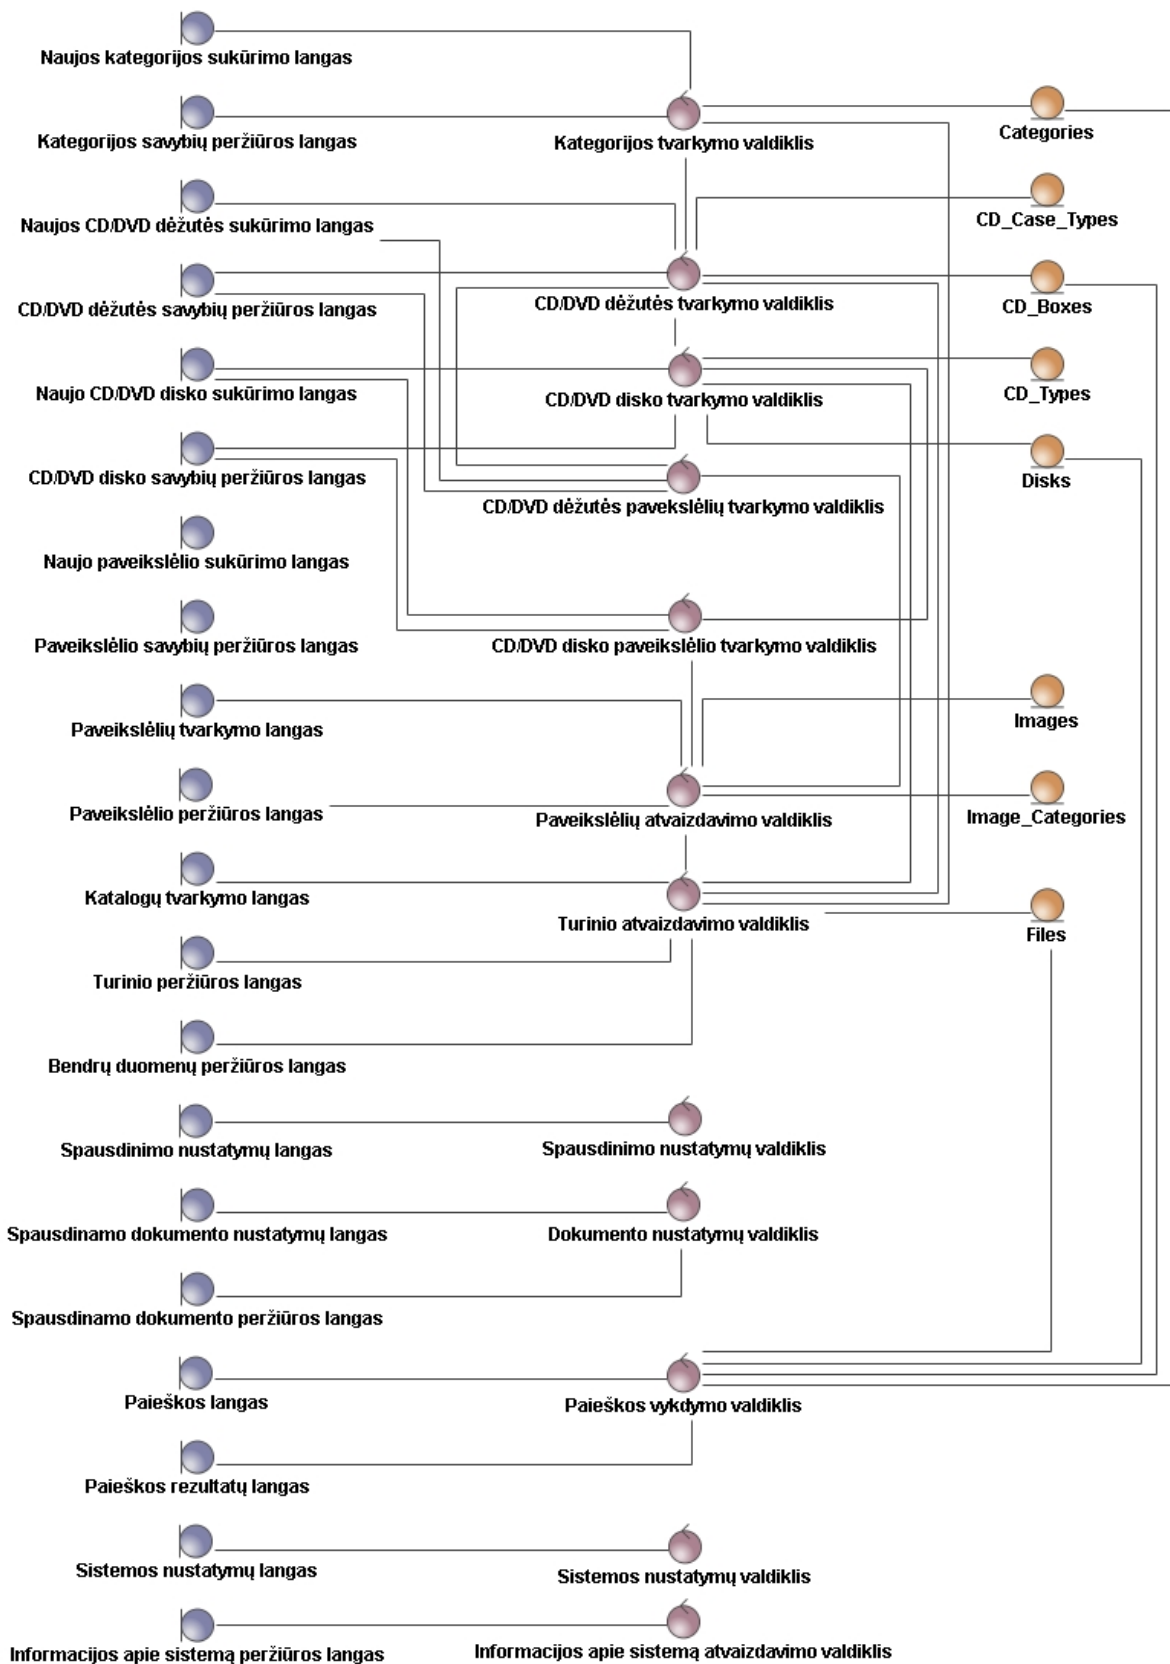 Naujos kategorijos sukūrimo langas
Kategorijos savybių peržiūros langas
Kategorijos tvarkymo valdiklis
Categories
Naujos CD/DVD dėžutės sukūrimo langas
CD_Case_Types
CD/DVD dėžutės savybių peržiūros langas
CD/DVD dėžutės tvarkymo valdiklis
CD_Boxes
Naujo CD/DVD disko sukūrimo langas
CD/DVD disko tvarkymo valdiklis
CD_Types
CD/DVD disko savybių peržiūros langas
Disks
CD/DVD dėžutės pavekslėlių tvarkymo valdiklis
Naujo paveikslėlio sukūrimo langas
Paveikslėlio savybių peržiūros langas
CD/DVD disko paveikslėlio tvarkymo valdiklis
Paveikslėlių tvarkymo langas
Images
Paveikslėlio peržiūros langas
Paveikslėlių atvaizdavimo valdiklis
Image_Categories
Katalogų tvarkymo langas
Turinio atvaizdavimo valdiklis
Files
Turinio peržiūros langas
Bendrų duomenų peržiūros langas
Spausdinimo nustatymų langas
Spausdinimo nustatymų valdiklis
Spausdinamo dokumento nustatymų langas
Dokumento nustatymų valdiklis
Spausdinamo dokumento peržiūros langas
Paieškos langas
Paieškos vykdymo valdiklis
Paieškos rezultatų langas
Sistemos nustatymų langas
Sistemos nustatymų valdiklis
Informacijos apie sistemą peržiūros langas
Informacijos apie sistemą atvaizdavimo valdiklis